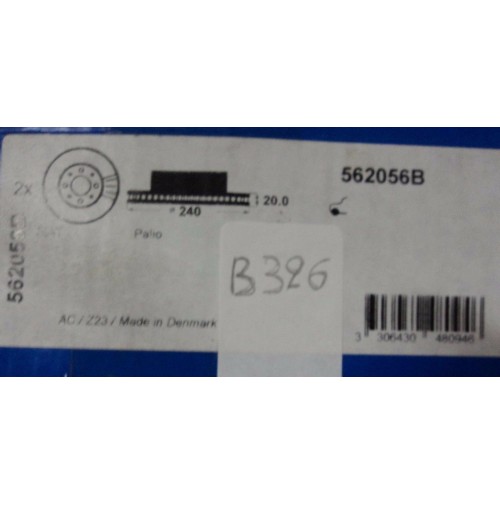 562056B
2x
20.0
240
562056B
Palio
B326
AC / Z23 / Made in Denmark
3 306430 480946